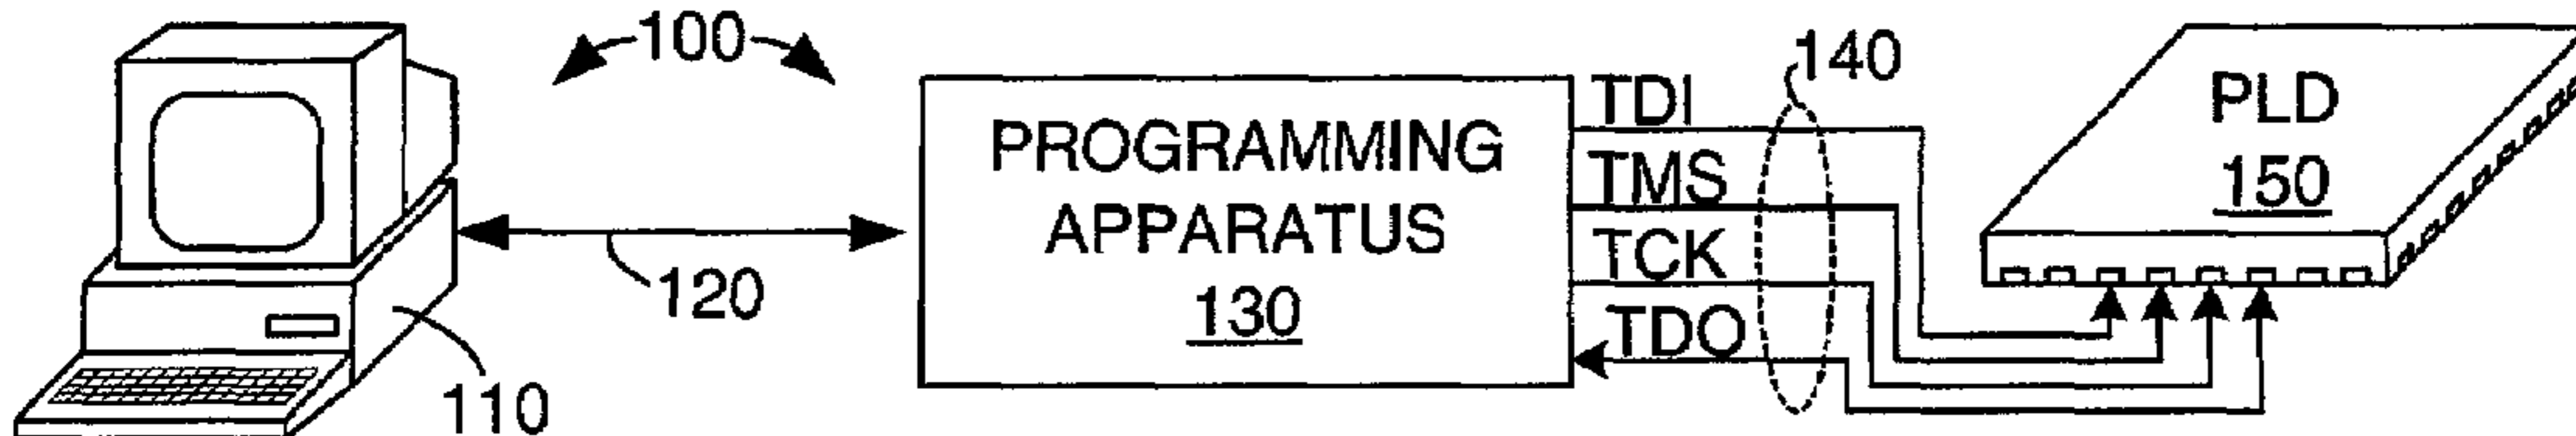 100
110
120
PROGRAMMING
APPARATUS
130
TDI
TMS
TCK
TDO
140
PLD
150